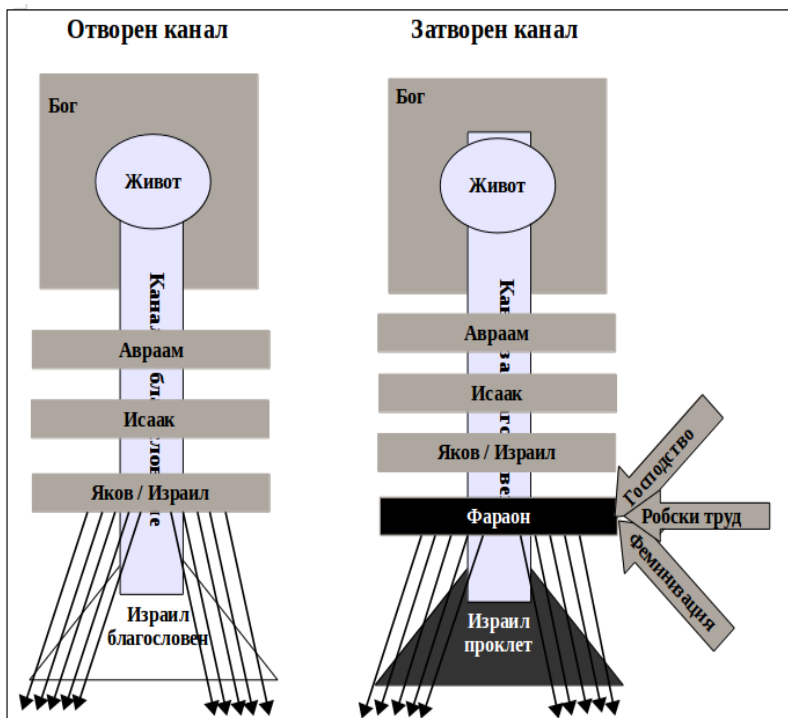 Отворен канал
Затворен канал
Бог
Живот
Канал
Авраам
Исаак
Яков / Израил
Израил
благословен
Бог
Живот
Авраам
Исаак
Яков / Израил
Фараон
Господство
Робски труд
Феминизация
Израил
проклет